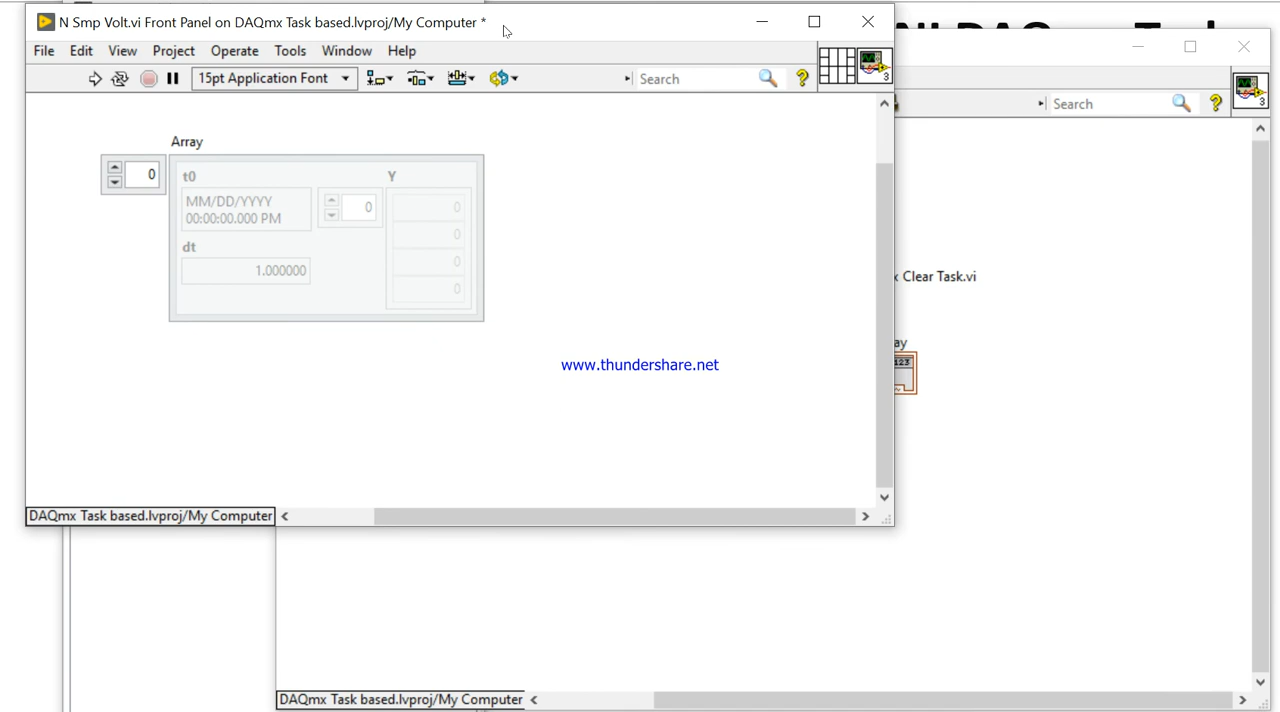 N Smp Volt.vi Front Panel on DAQmx Task based.lvproj/My Computer *
File Edit View Project Operate Tools Window Help
15pt Application Font
Search
3
Search
3
Array
0
t0
Y
MM/DD/YYYY
00:00:00.000 PM
0
0
0
dt
0
1.000000
0
Clear Task.vi
ay
123
www.thundershare.net
DAQmx Task based.lvproj/My Computer
DAQmx Task based.lvproj/My Computer